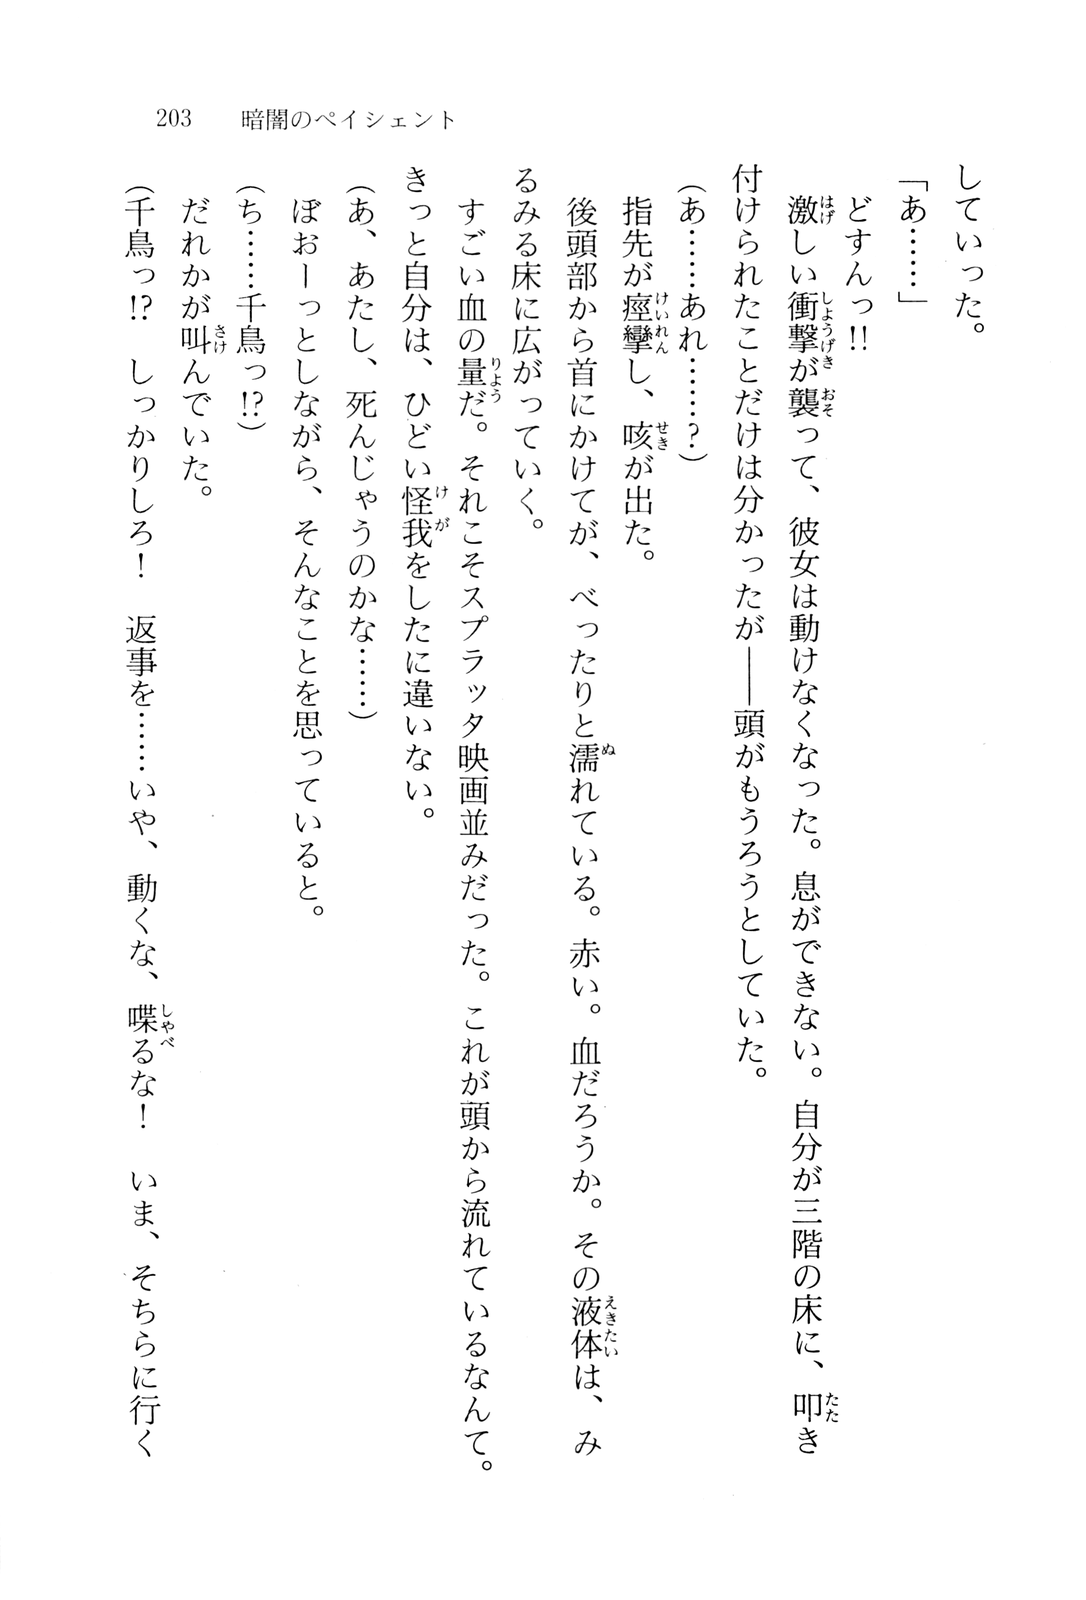 203　暗闇のペイシェント
していった。
「あ……」
　どすんっ!!
　激しい衝撃が襲って、彼女は動けなくなった。息ができない。自分が三階の床に、叩き
付けられたことだけは分かったが――頭がもうろうとしていた。
（あ……あれ……？）
　指先が痙攣し、咳が出た。
　後頭部から首にかけてが、べったりと濡れている。赤い。血だろうか。その液体は、み
るみる床に広がっていく。
　すごい血の量だ。それこそスプラッタ映画並みだった。これが頭から流れているなんて。
きっと自分は、ひどい怪我をしたに違いない。
（あ、あたし、死んじゃうのかな……）
　ぼぉーっとしながら、そんなことを思っていると。
（ち……千鳥っ!?）
　だれかが叫んでいた。
（千鳥っ!?　しっかりしろ！　返事を……いや、動くな、喋るな！　いま、そちらに行く